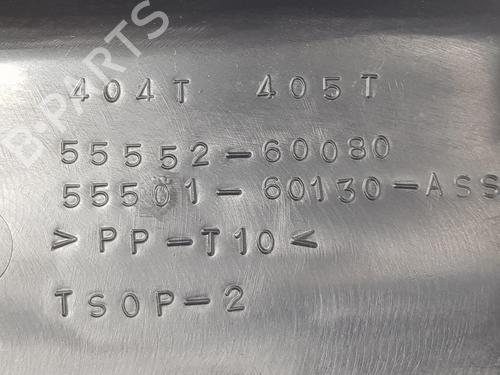 B-PARTS
404T 405T
55552-60080
55501-60130-ASS
>PP-T10<
TSOP-2